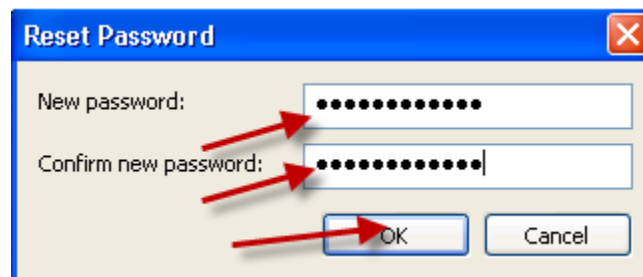 Reset Password
New password: ●●●●●●●●●●●●
Confirm new password: ●●●●●●●●●●●●
OK Cancel